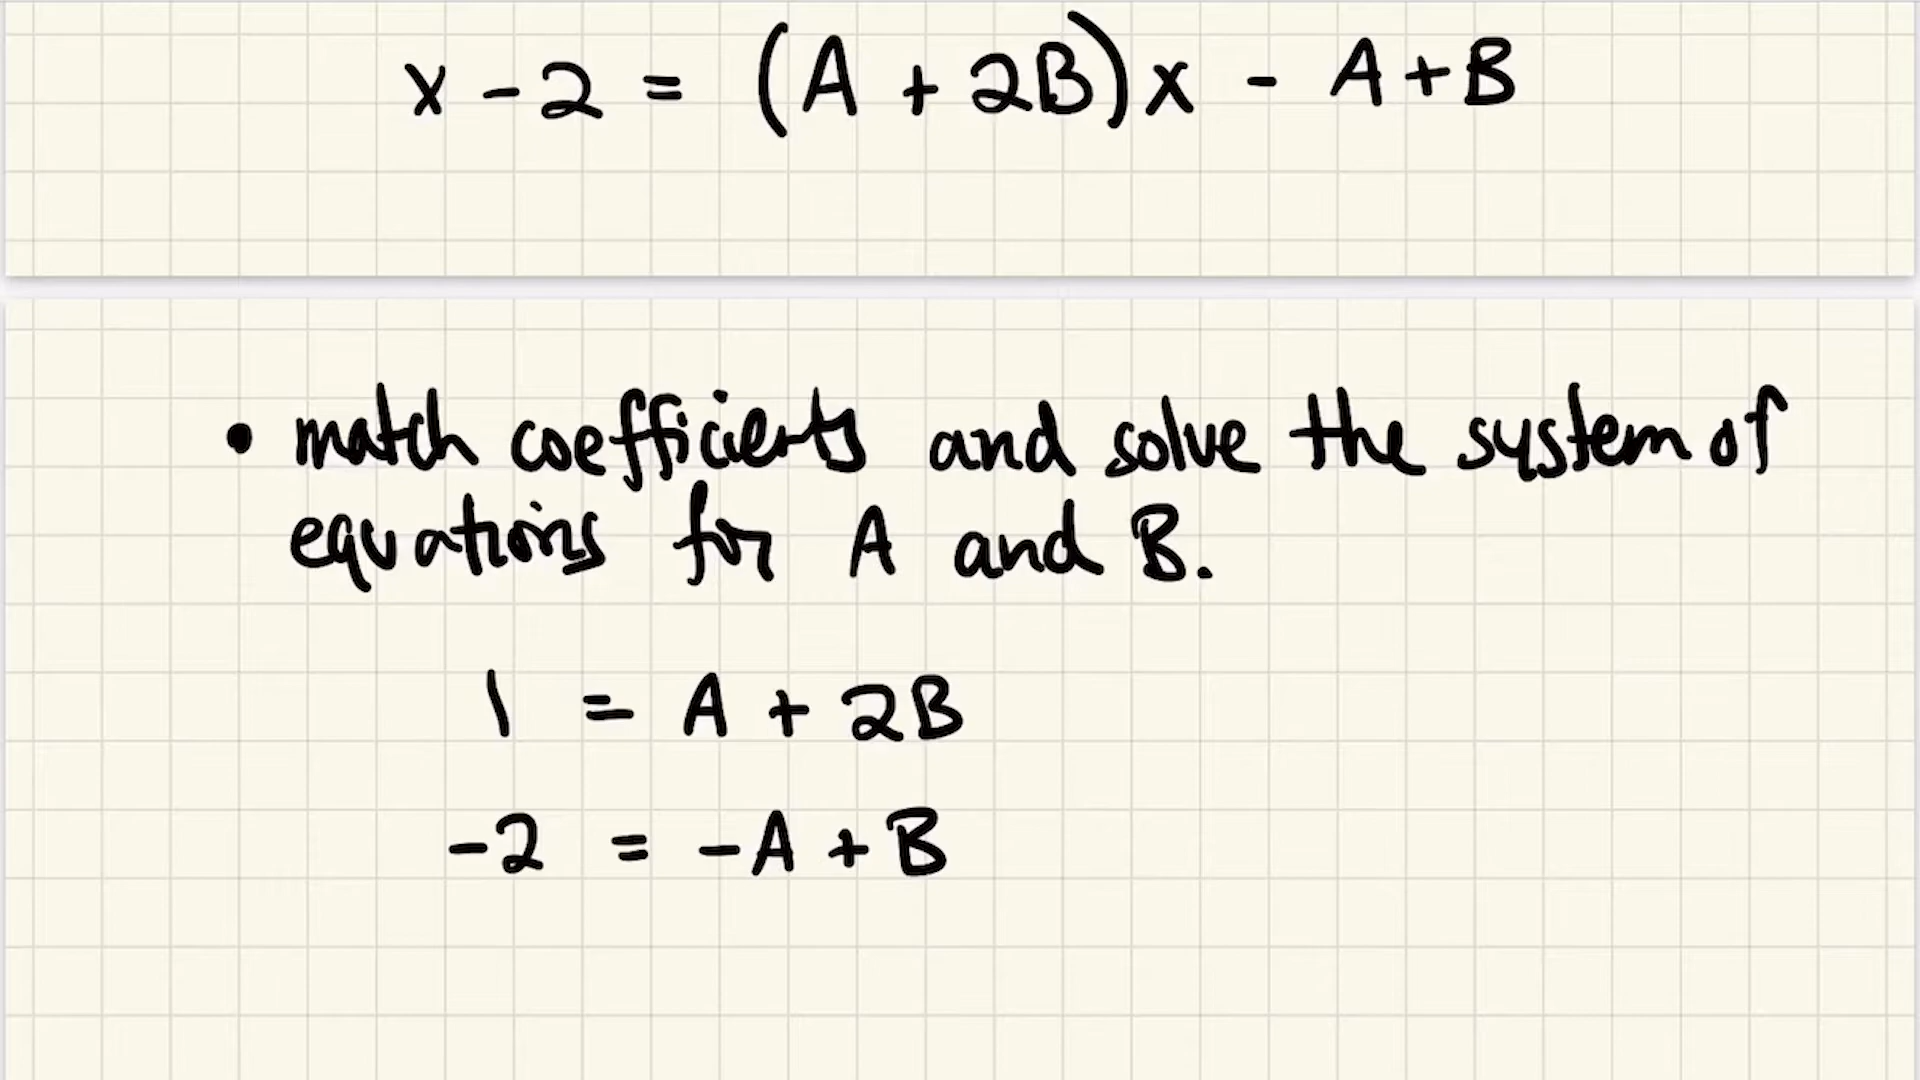 x - 2 = (A + 2B)x - A + B
• match coefficients and solve the system of
equations for A and B.
1 = A + 2B
-2 = -A + B